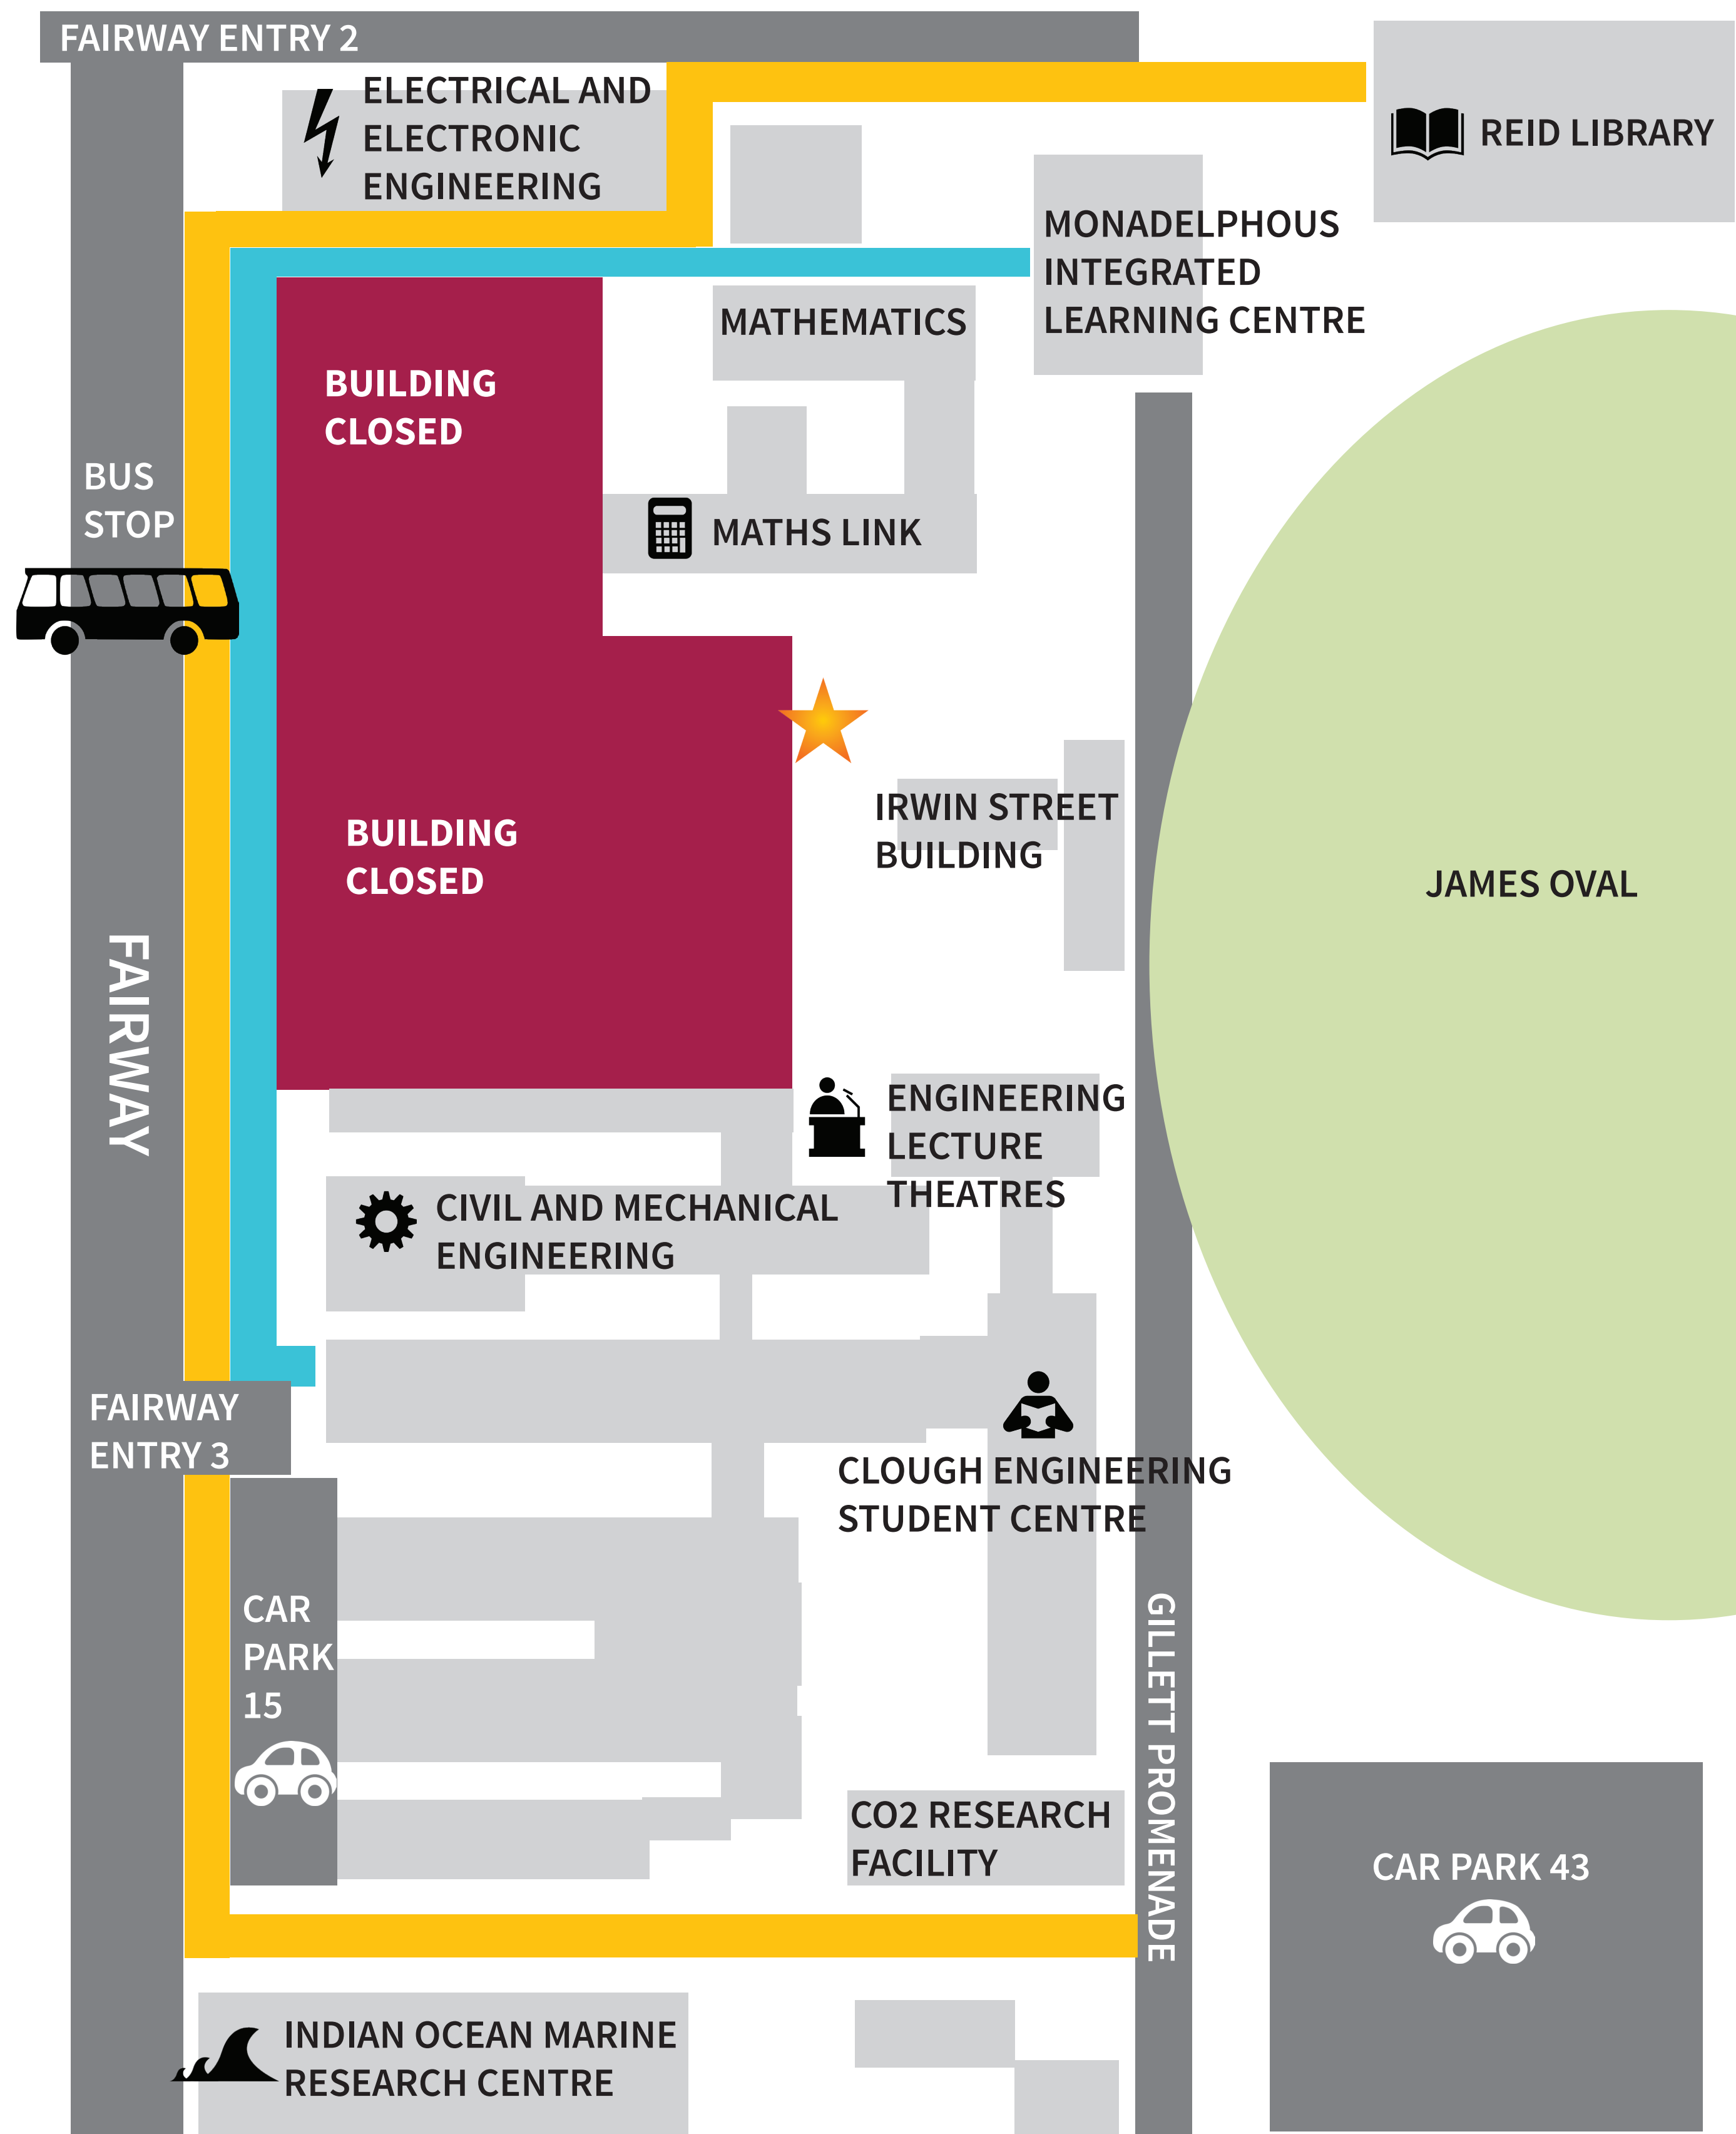 FAIRWAY ENTRY 2
ELECTRICAL AND
ELECTRONIC
ENGINEERING
REID LIBRARY
MONADELPHOUS
INTEGRATED
LEARNING CENTRE
MATHEMATICS
BUILDING
CLOSED
BUS
STOP
MATHS LINK
IRWIN STREET
BUILDING
BUILDING
CLOSED
JAMES OVAL
FAIRWAY
ENGINEERING
LECTURE
THEATRES
CIVIL AND MECHANICAL
ENGINEERING
FAIRWAY
ENTRY 3
CLOUGH ENGINEERING
STUDENT CENTRE
CAR
PARK
15
GILLETT PROMENADE
CO2 RESEARCH
FACILITY
CAR PARK 43
INDIAN OCEAN MARINE
RESEARCH CENTRE